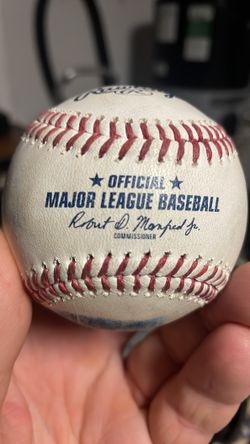 ★ OFFICIAL ★
MAJOR LEAGUE BASEBALL
Robert D. Manfred Jr.
COMMISSIONER